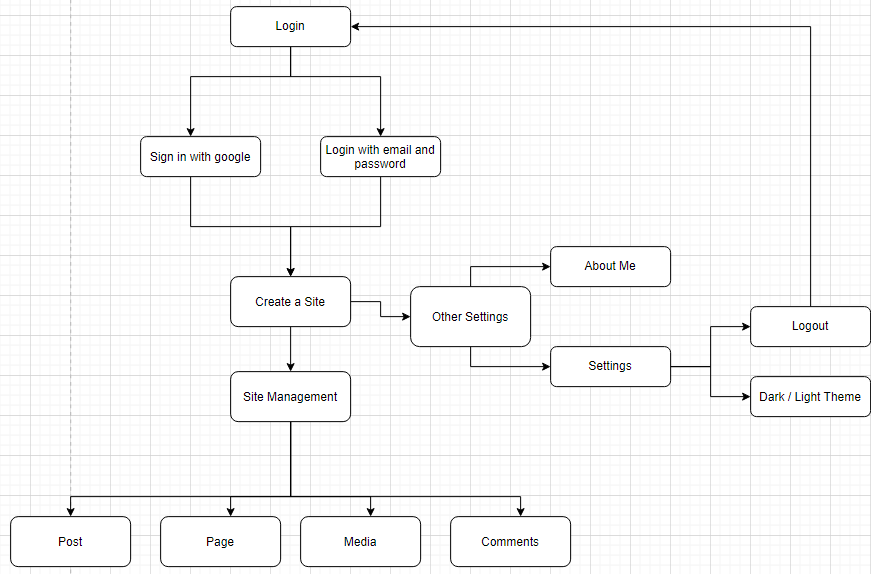 Login
Sign in with google
Login with email and
password
Create a Site
Other Settings
About Me
Settings
Logout
Dark / Light Theme
Site Management
Post
Page
Media
Comments